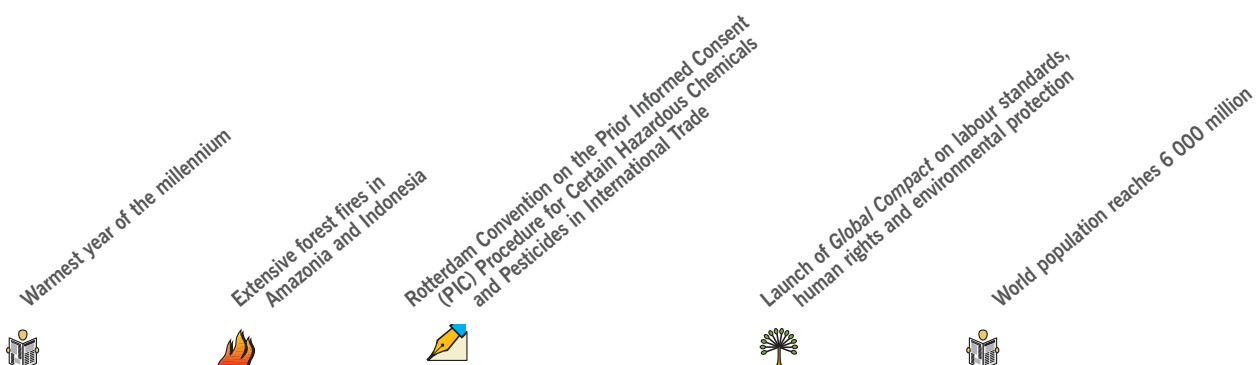 Warmest year of the millennium
Extensive forest fires in
Amazonia and Indonesia
Rotterdam Convention on the Prior Informed Consent
(PIC) Procedure for Certain Hazardous Chemicals
and Pesticides in International Trade
Launch of Global Compact on labour standards,
human rights and environmental protection
World population reaches 6 000 million